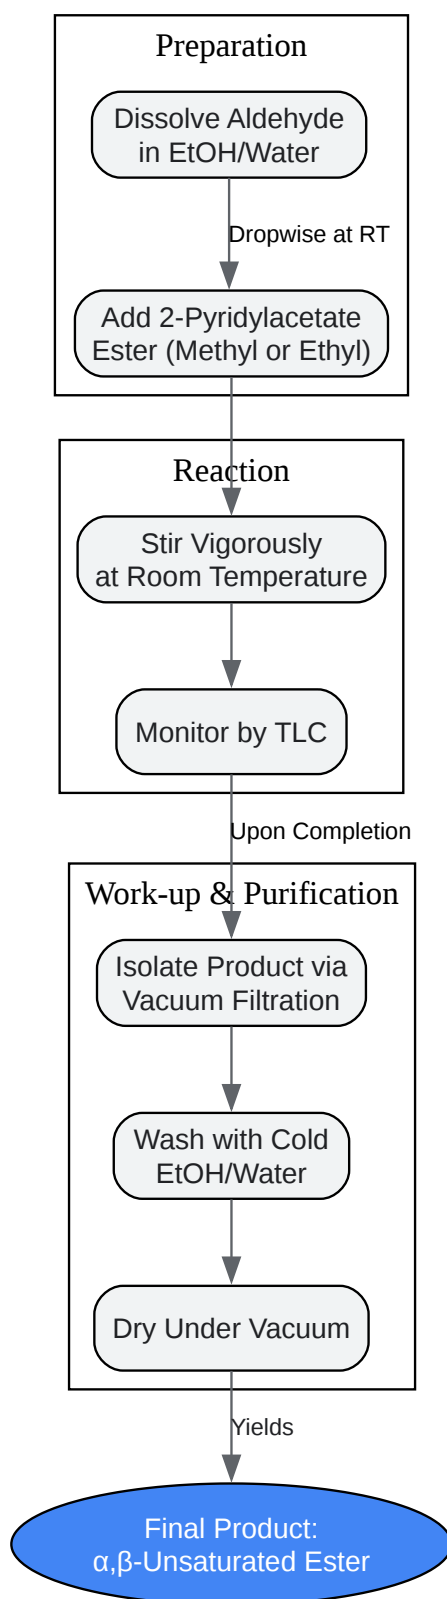 Preparation
Dissolve Aldehyde
in EtOH/Water
Dropwise at RT
Add 2-Pyridylacetate
Ester (Methyl or Ethyl)
Reaction
Stir Vigorously
at Room Temperature
Monitor by TLC
Upon Completion
Work-up & Purification
Isolate Product via
Vacuum Filtration
Wash with Cold
EtOH/Water
Dry Under Vacuum
Yields
Final Product:
α,β-Unsaturated Ester